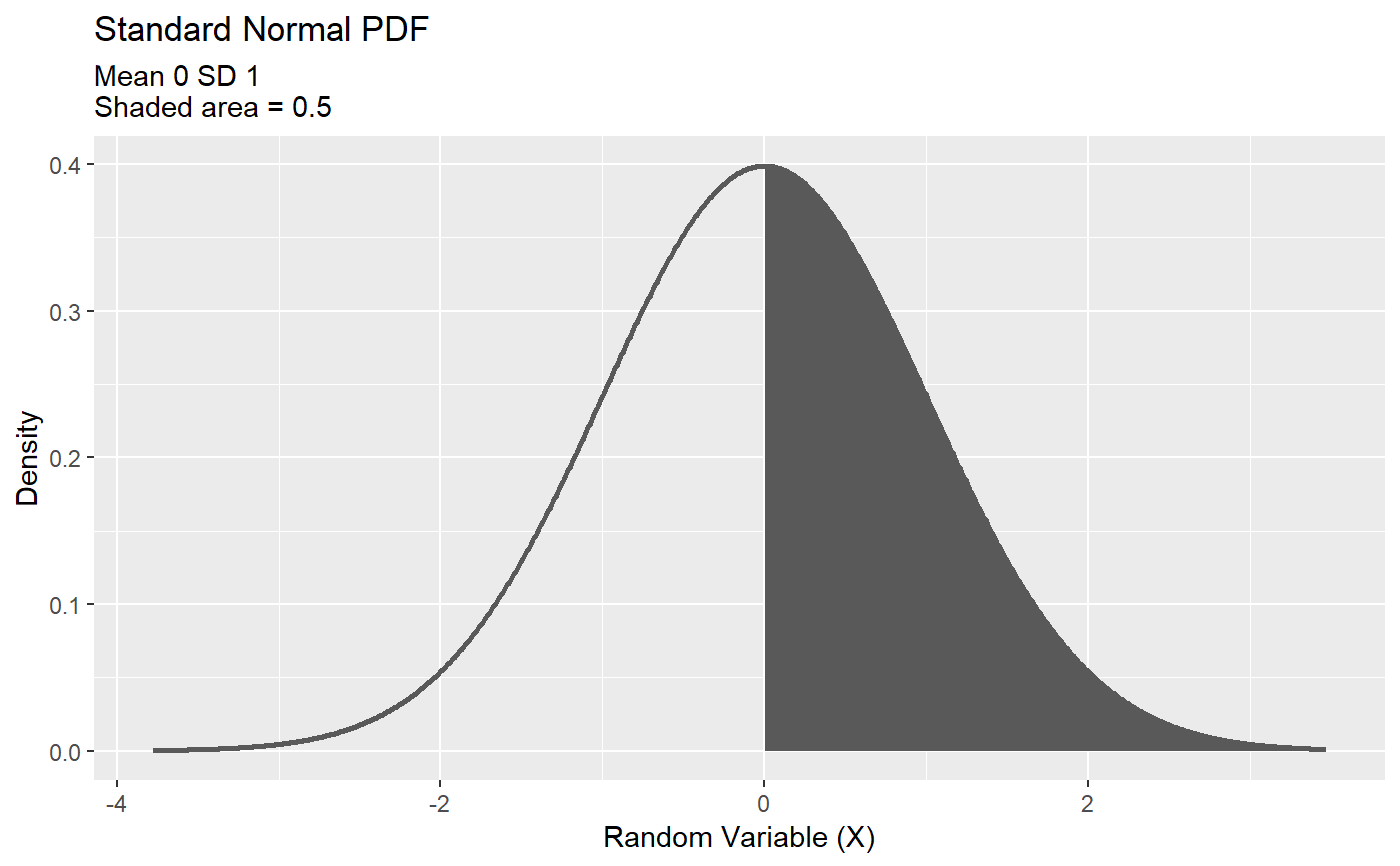 Standard Normal PDF
Mean 0 SD 1
Shaded area = 0.5
0.4
0.3
0.2
0.1
0.0
Density
-4
-2
0
2
Random Variable (X)